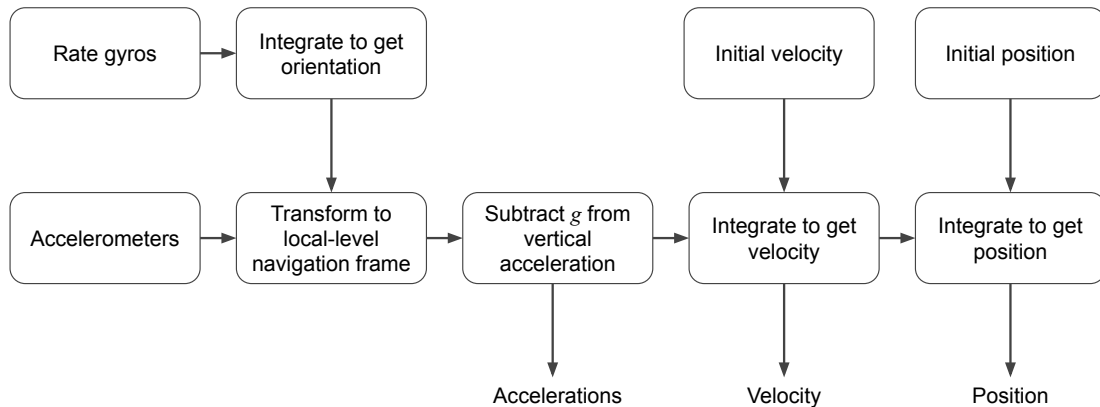 Rate gyros
Integrate to get
orientation
Initial velocity
Initial position
Accelerometers
Transform to
local-level
navigation frame
Subtract g from
vertical
acceleration
Integrate to get
velocity
Integrate to get
position
Accelerations
Velocity
Position